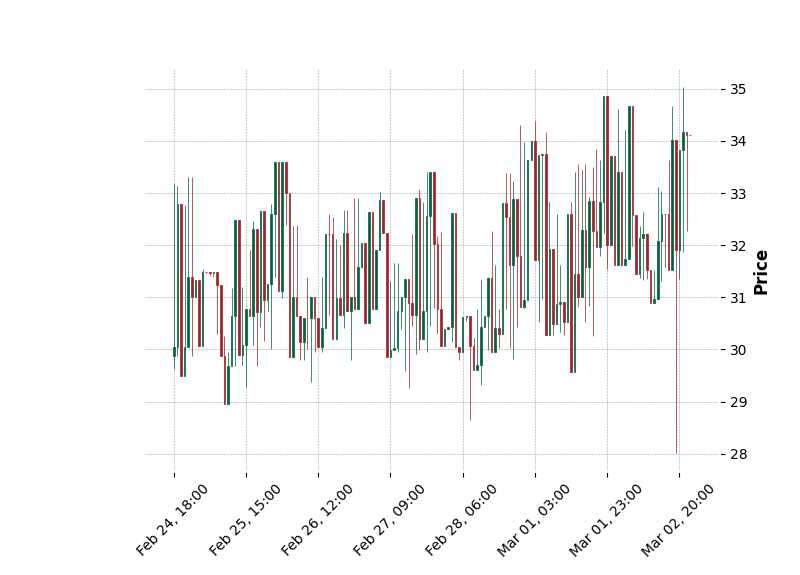 35
34
33
32
31
30
29
28
Price
Feb 24, 18:00
Feb 25, 15:00
Feb 26, 12:00
Feb 27, 09:00
Feb 28, 06:00
Mar 01, 03:00
Mar 01, 23:00
Mar 02, 20:00